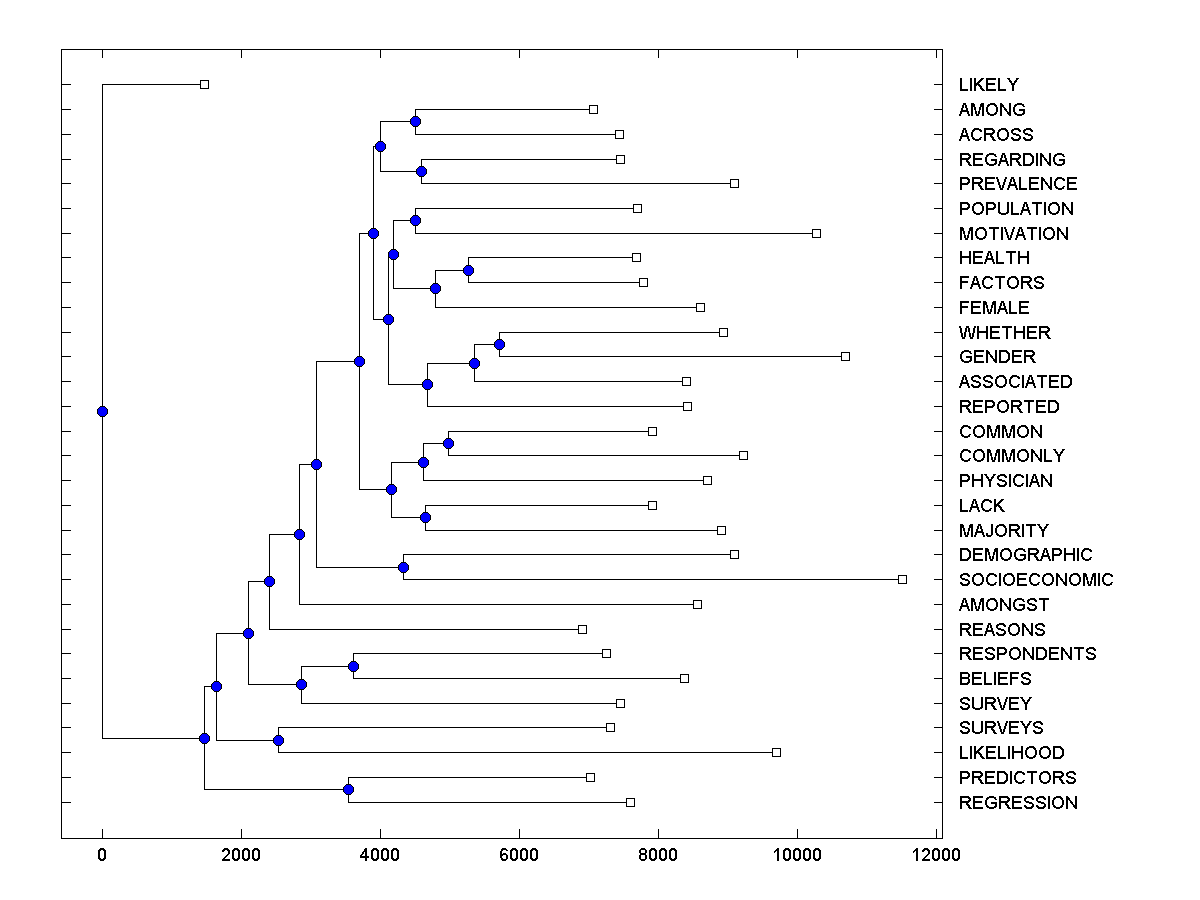 LIKELY
AMONG
ACROSS
REGARDING
PREVALENCE
POPULATION
MOTIVATION
HEALTH
FACTORS
FEMALE
WHETHER
GENDER
ASSOCIATED
REPORTED
COMMON
COMMONLY
PHYSICIAN
LACK
MAJORITY
DEMOGRAPHIC
SOCIOECONOMIC
AMONGST
REASONS
RESPONDENTS
BELIEFS
SURVEY
SURVEYS
LIKELIHOOD
PREDICTORS
REGRESSION
0 2000 4000 6000 8000 10000 12000